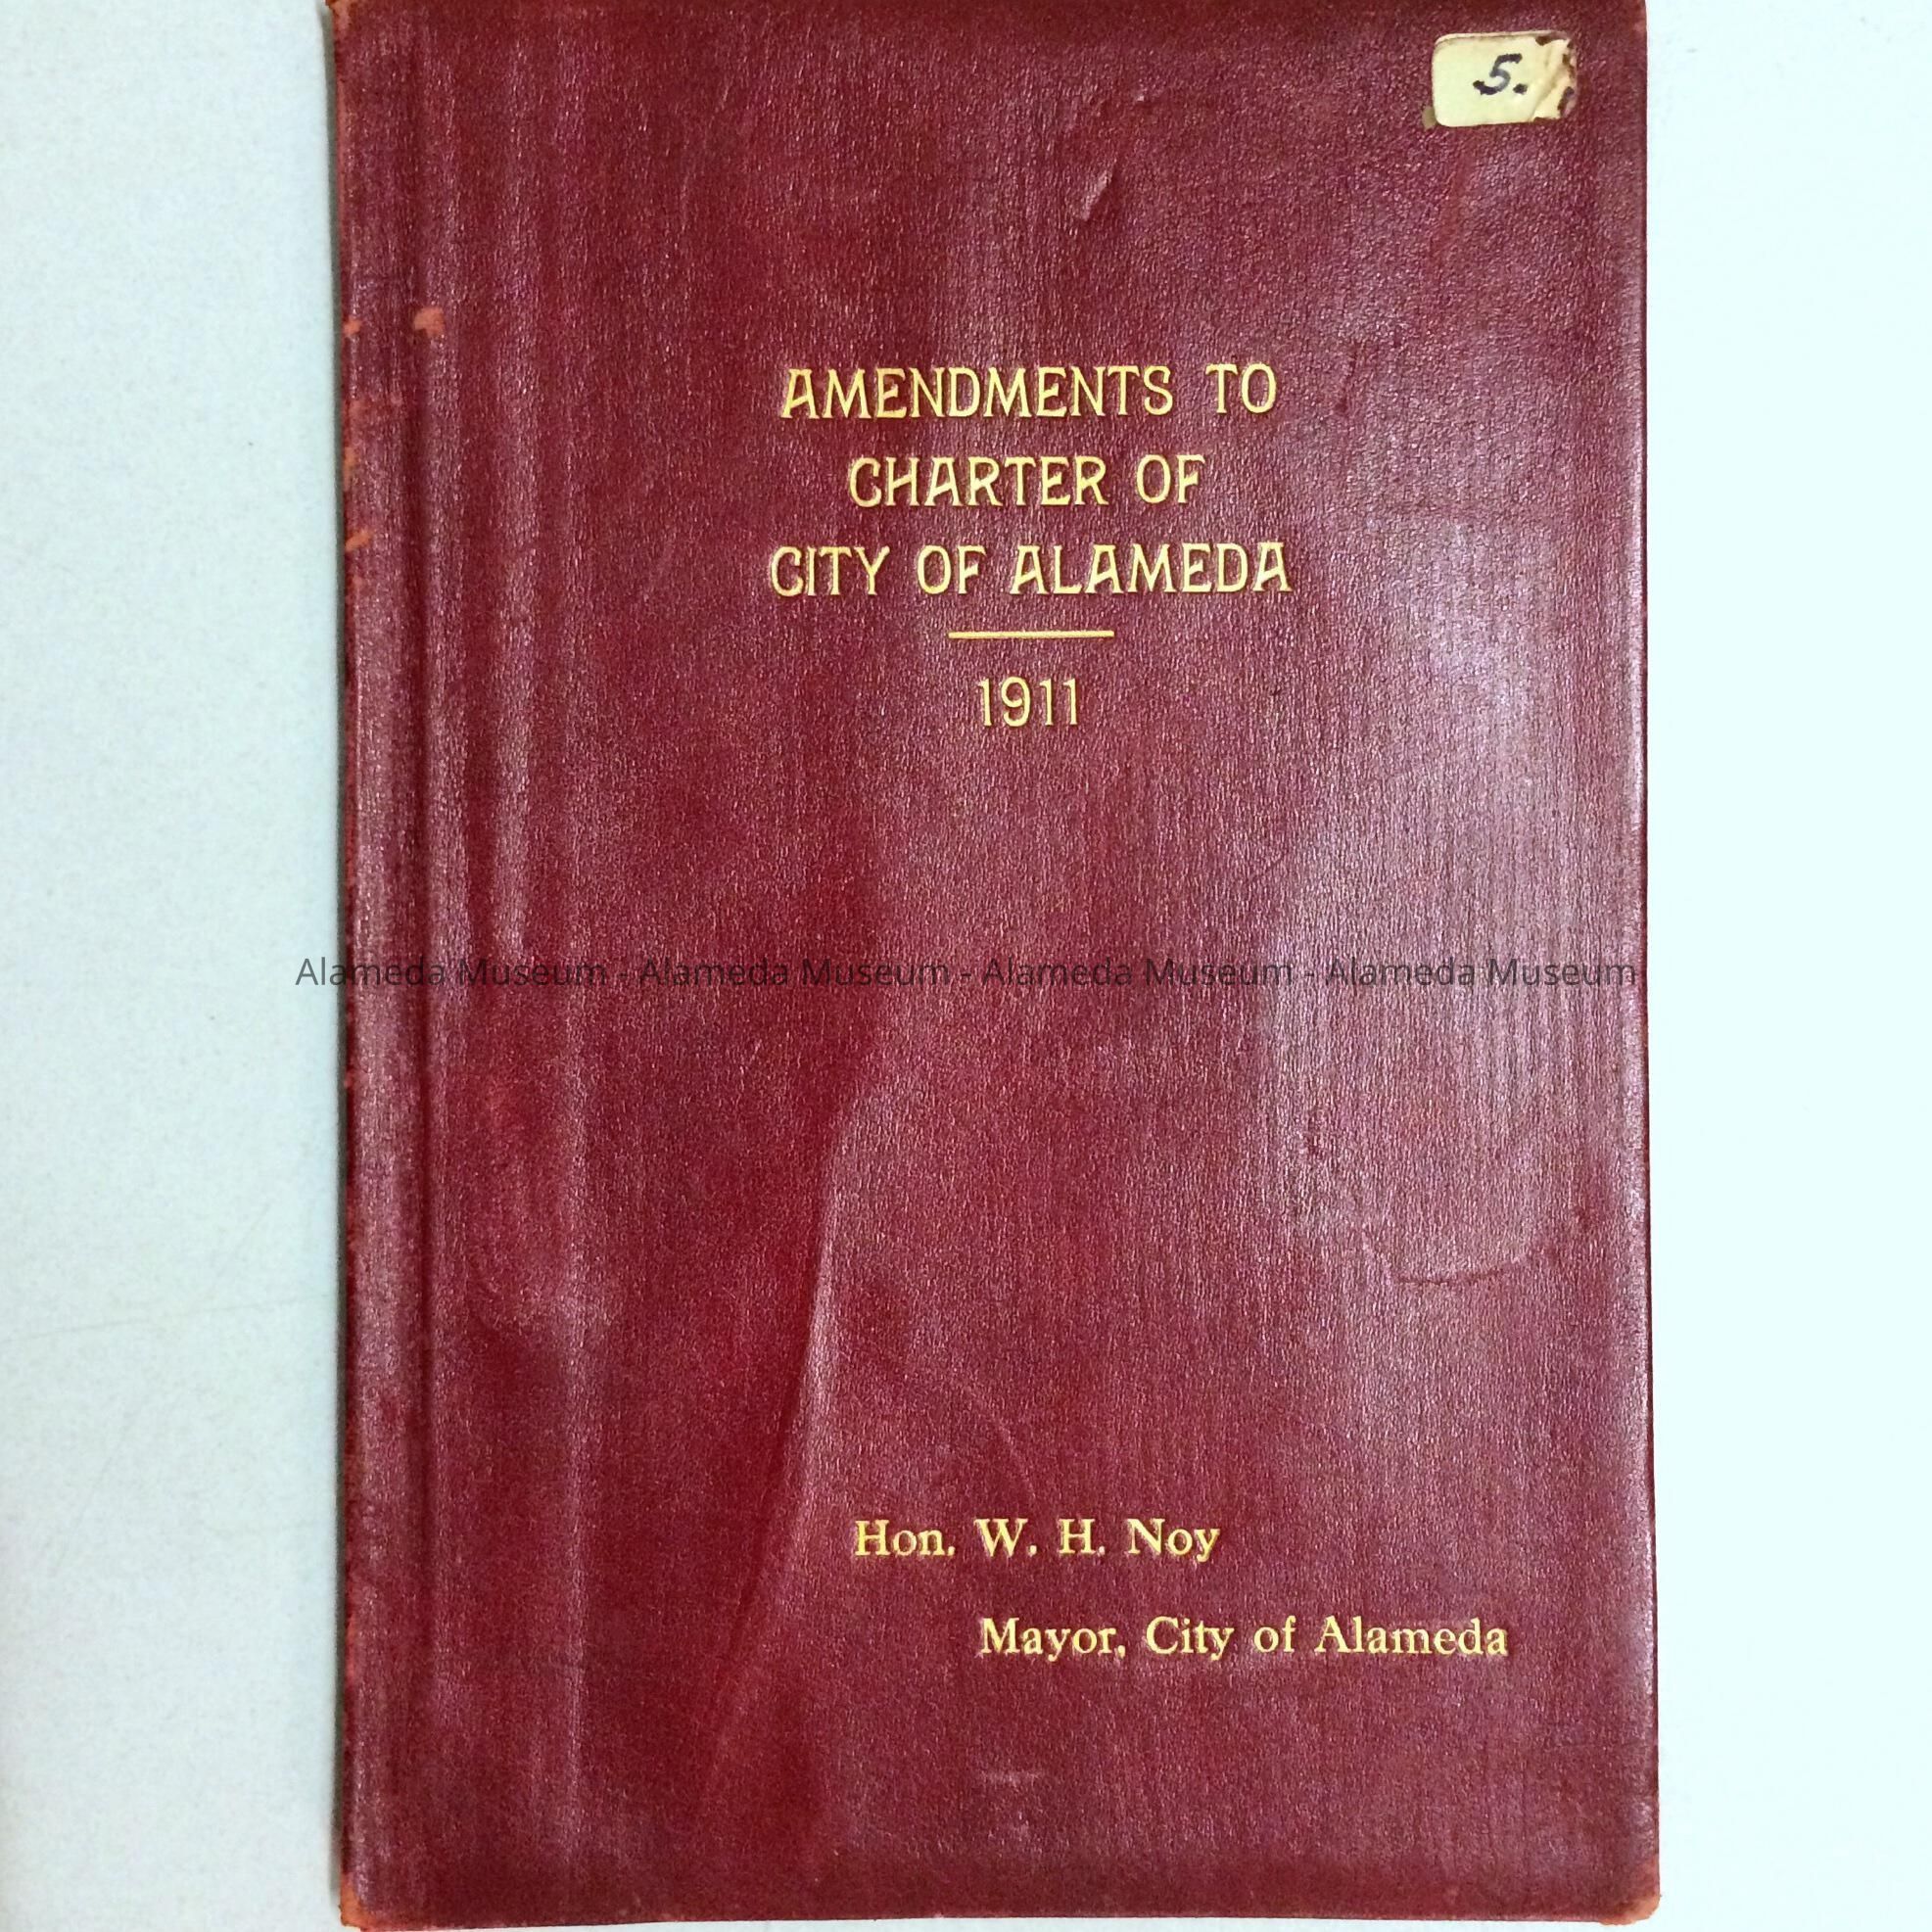 5.
AMENDMENTS TO
CHARTER OF
CITY OF ALAMEDA
1911
Alameda Museum - Alameda Museum - Alameda Museum - Alameda Museum
Hon. W. H. Noy
Mayor, City of Alameda